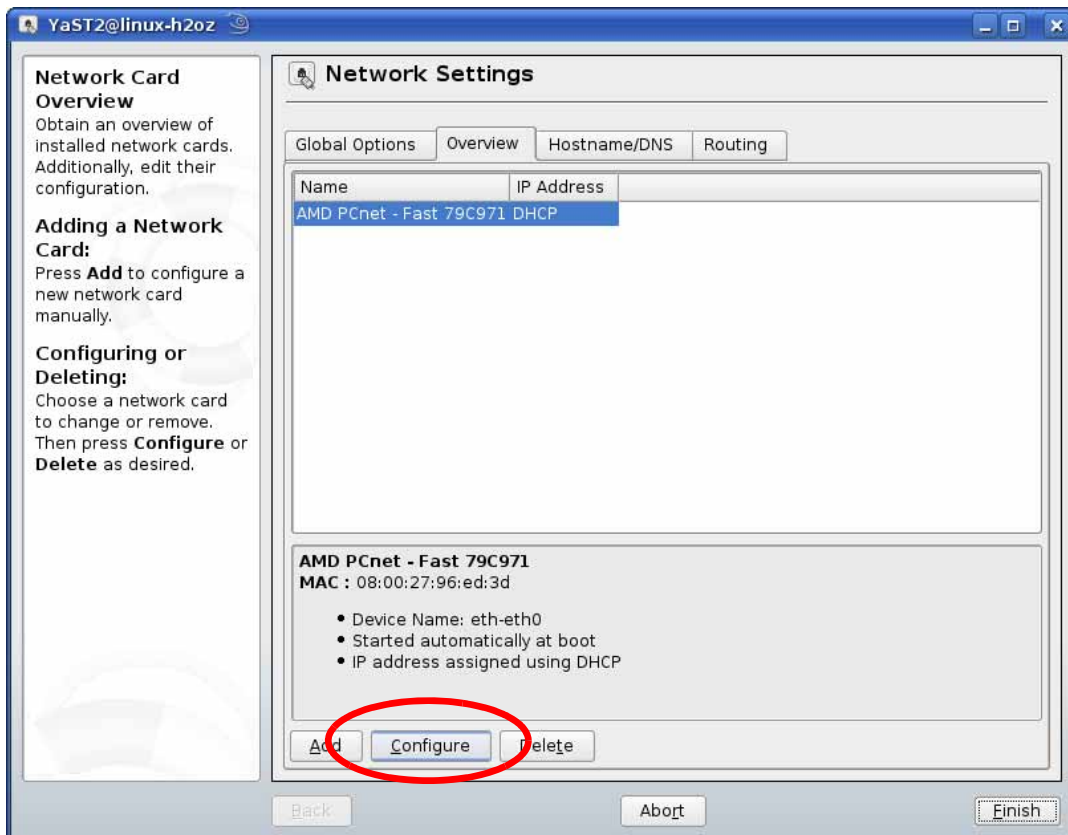 YaST2@linux-h2oz
Network Card
Overview
Obtain an overview of
installed network cards.
Additionally, edit their
configuration.
Adding a Network
Card:
Press Add to configure a
new network card
manually.
Configuring or
Deleting:
Choose a network card
to change or remove.
Then press Configure or
Delete as desired.
Network Settings
Global Options Overview Hostname/DNS Routing
Name IP Address
AMD PCnet - Fast 79C971 DHCP
AMD PCnet - Fast 79C971
MAC : 08:00:27:96:ed:3d
• Device Name: eth-eth0
• Started automatically at boot
• IP address assigned using DHCP
Add Configure Delete
Back Abort Finish